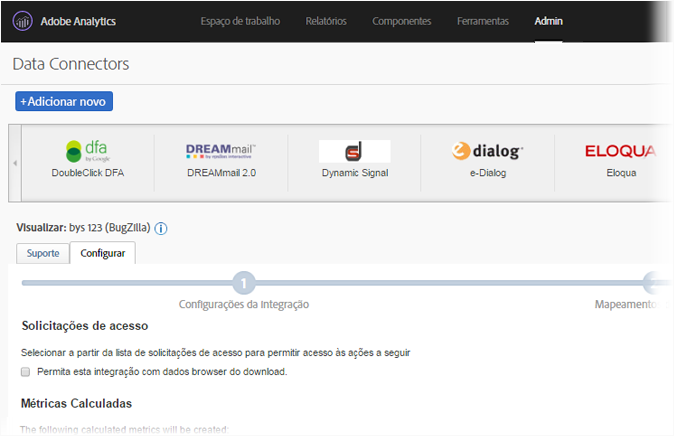 Adobe Analytics
Espaço de trabalho Relatórios Componentes Ferramentas Admin
Data Connectors
+Adicionar novo
dfa
by Google
DoubleClick DFA
DREAMmail™
by epsilon interactive
DREAMmail 2.0
Dynamic Signal
e dialog
e-Dialog
ELOQUA
Eloqua
Visualizar: bys 123 (BugZilla) i
Suporte Configurar
1
Configurações da integração Mapeamento
Solicitações de acesso
Selecionar a partir da lista de solicitações de acesso para permitir acesso às ações a seguir
Permita esta integração com dados browser do download.
Métricas Calculadas
The following calculated metrics will be created: